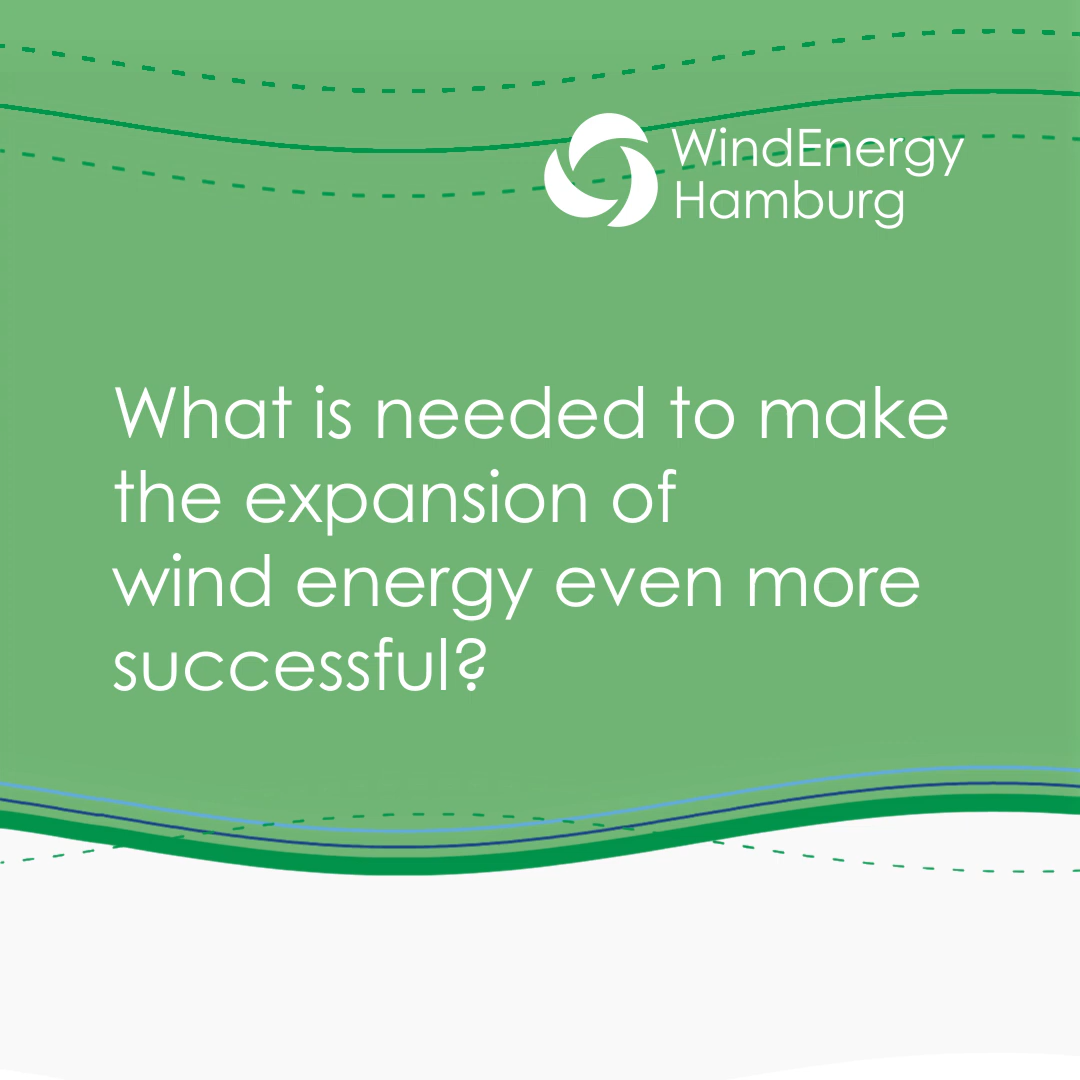 WindEnergy
Hamburg
What is needed to make
the expansion of
wind energy even more
successful?